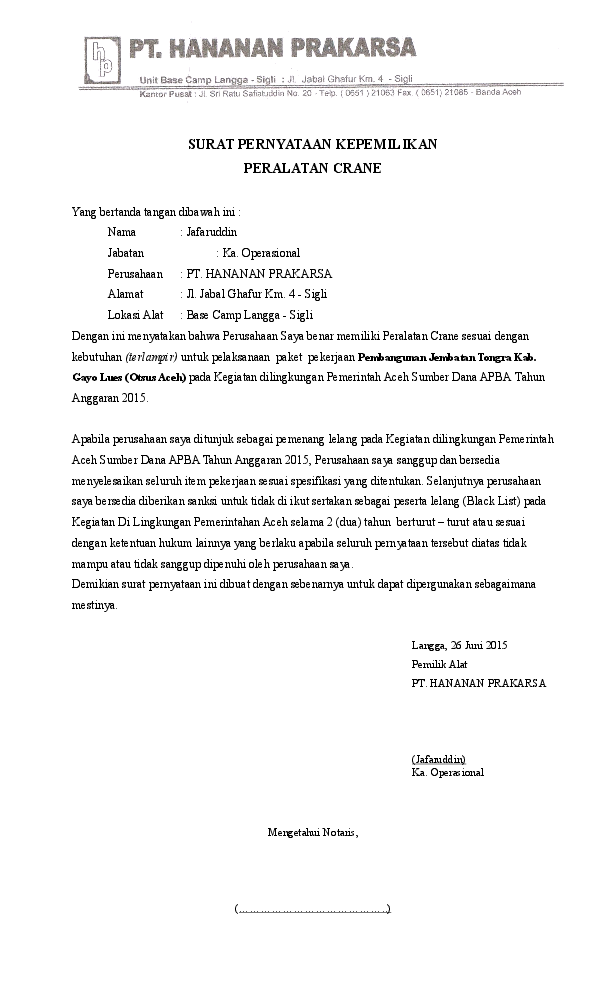 hp PT. HANANAN PRAKARSA
Unit Base Camp Langga - Sigli : Jl. Jabal Ghafur Km. 4 - Sigli
Kantor Pusat : Jl. Sri Ratu Safiatuddin No. 20 - Telp. ( 0651 ) 21063 Fax. ( 0651) 21085 - Banda Aceh
SURAT PERNYATAAN KEPEMILIKAN
PERALATAN CRANE
Yang bertanda tangan dibawah ini :
Nama : Jafaruddin
Jabatan : Ka. Operasional
Perusahaan : PT. HANANAN PRAKARSA
Alamat : Jl. Jabal Ghafur Km. 4 - Sigli
Lokasi Alat : Base Camp Langga - Sigli
Dengan ini menyatakan bahwa Perusahaan Saya benar memiliki Peralatan Crane sesuai dengan
kebutuhan (terlampir) untuk pelaksanaan paket pekerjaan Pembangunan Jembatan Tongra Kab.
Gayo Lues (Otsus Aceh) pada Kegiatan dilingkungan Pemerintah Aceh Sumber Dana APBA Tahun
Anggaran 2015.
Apabila perusahaan saya ditunjuk sebagai pemenang lelang pada Kegiatan dilingkungan Pemerintah
Aceh Sumber Dana APBA Tahun Anggaran 2015, Perusahaan saya sanggup dan bersedia
menyelesaikan seluruh item pekerjaan sesuai spesifikasi yang ditentukan. Selanjutnya perusahaan
saya bersedia diberikan sanksi untuk tidak di ikut sertakan sebagai peserta lelang (Black List) pada
Kegiatan Di Lingkungan Pemerintahan Aceh selama 2 (dua) tahun berturut – turut atau sesuai
dengan ketentuan hukum lainnya yang berlaku apabila seluruh pernyataan tersebut diatas tidak
mampu atau tidak sanggup dipenuhi oleh perusahaan saya.
Demikian surat pernyataan ini dibuat dengan sebenarnya untuk dapat dipergunakan sebagaimana
mestinya.
Langga, 26 Juni 2015
Pemilik Alat
PT. HANANAN PRAKARSA
(Jafaruddin)
Ka. Operasional
Mengetahui Notaris,
(..........................................)